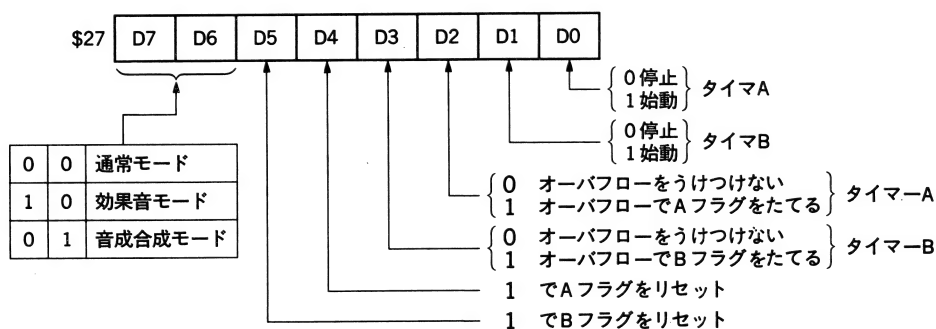 $27 D7 D6 D5 D4 D3 D2 D1 D0
0 停止
1 始動
タイマA
0 停止
1 始動
タイマB
0 0 通常モード
1 0 効果音モード
0 1 音成合成モード
0 オーバフローをうけつけない
1 オーバフローでAフラグをたてる
タイマーA
0 オーバフローをうけつけない
1 オーバフローでBフラグをたてる
タイマーB
1 でAフラグをリセット
1 でBフラグをリセット